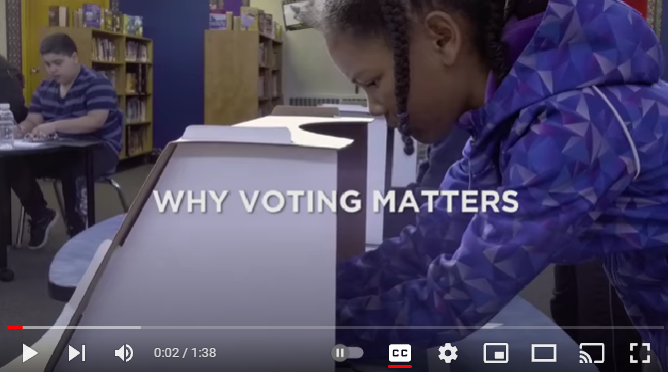 WHY VOTING MATTERS
0:02 / 1:38
CC